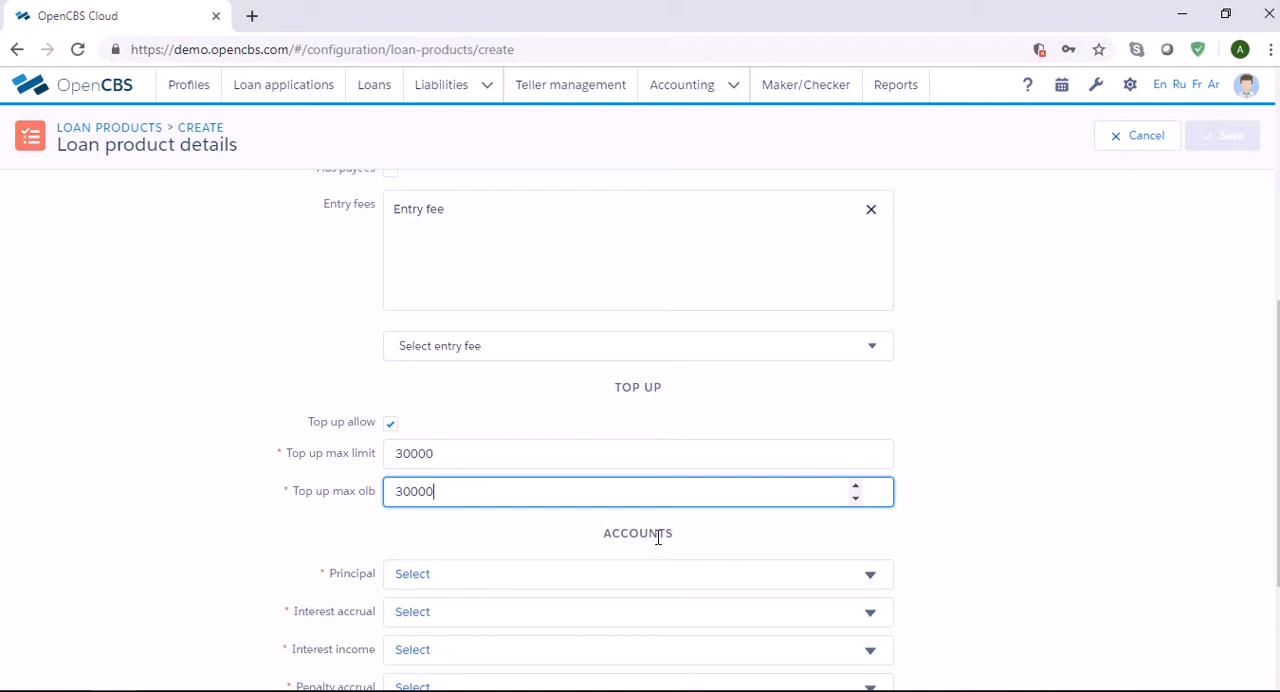 OpenCBS Cloud
https://demo.opencbs.com/#/configuration/loan-products/create
A
OpenCBS Profiles Loan applications Loans Liabilities Teller management Accounting Maker/Checker Reports ? En Ru Fr Ar
LOAN PRODUCTS > CREATE
Loan product details
Cancel
Save
Has payees
Entry fees
Entry fee
Select entry fee
TOP UP
Top up allow
* Top up max limit 30000
* Top up max olb 30000
ACCOUNTS
* Principal Select
* Interest accrual Select
* Interest income Select
* Penalty accrual Select